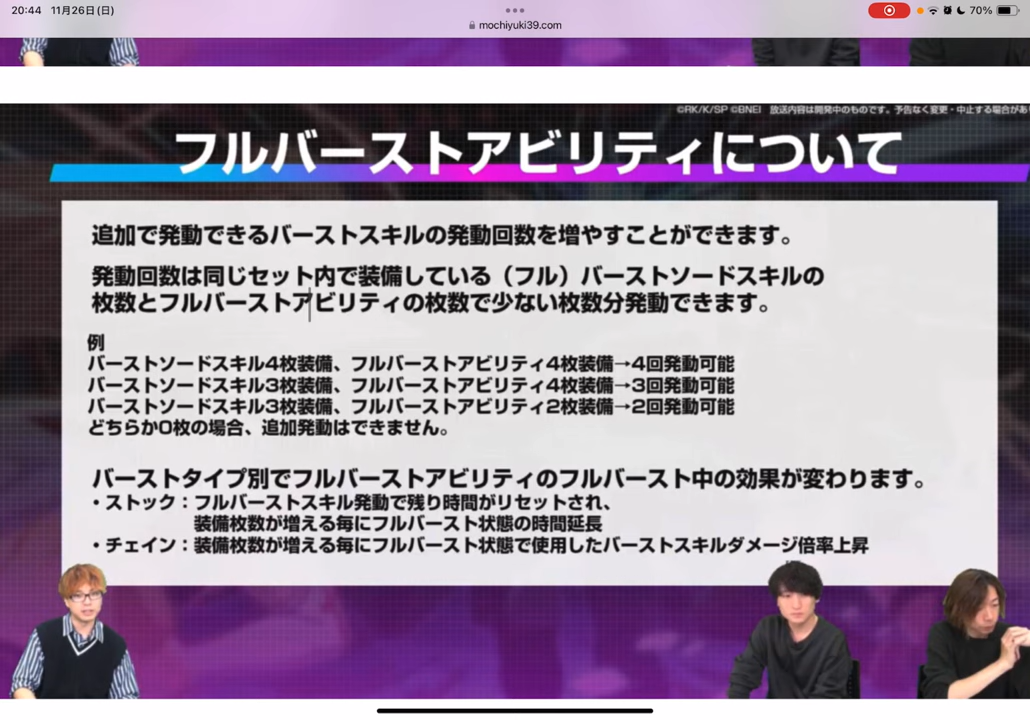 20:44 11月26日(日)
70%
mochiyuki39.com
©RK/K/SP ©BNEI 放送内容は開発中のものです。予告なく変更・中止する場合があ
フルバーストアビリティについて
追加で発動できるバーストスキルの発動回数を増やすことができます。
発動回数は同じセット内で装備している（フル）バーストソードスキルの
枚数とフルバーストアビリティの枚数で少ない枚数分発動できます。
例
バーストソードスキル4枚装備、フルバーストアビリティ4枚装備→4回発動可能
バーストソードスキル3枚装備、フルバーストアビリティ4枚装備→3回発動可能
バーストソードスキル3枚装備、フルバーストアビリティ2枚装備→2回発動可能
どちらか0枚の場合、追加発動はできません。
バーストタイプ別でフルバーストアビリティのフルバースト中の効果が変わります。
・ストック：フルバーストスキル発動で残り時間がリセットされ、
装備枚数が増える毎にフルバースト状態の時間延長
・チェイン：装備枚数が増える毎にフルバースト状態で使用したバーストスキルダメージ倍率上昇